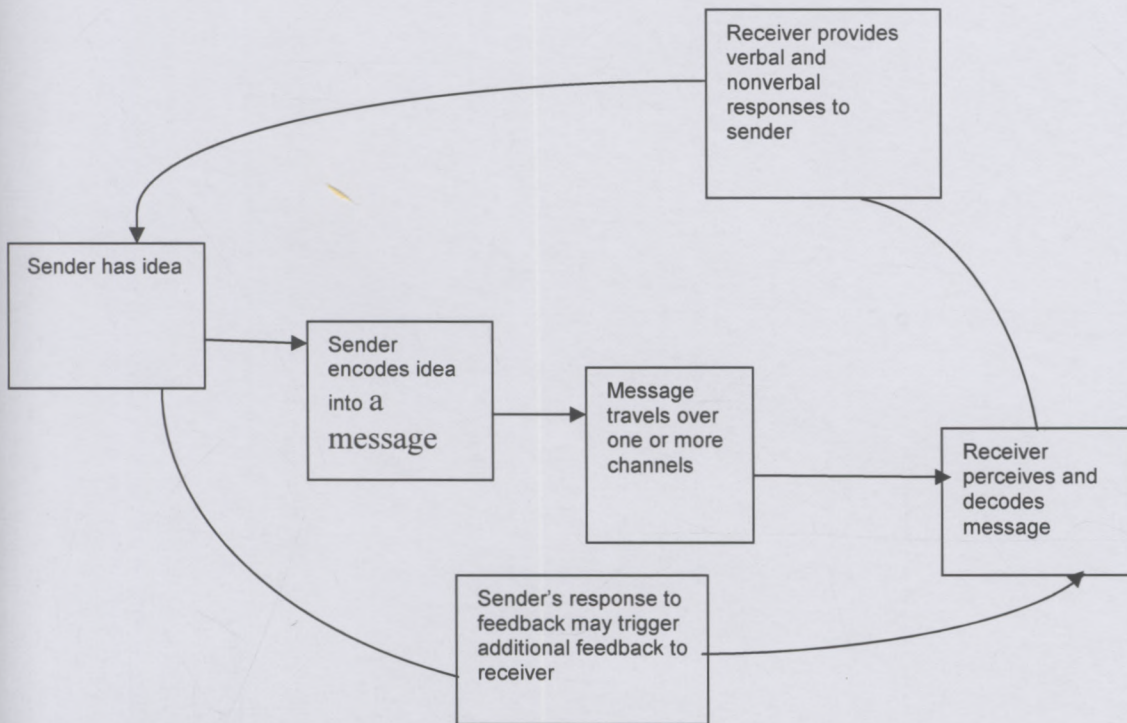 Receiver provides
verbal and
nonverbal
responses to
sender
Sender has idea
Sender
encodes idea
into a
message
Message
travels over
one or more
channels
Receiver
perceives and
decodes
message
Sender's response to
feedback may trigger
additional feedback to
receiver